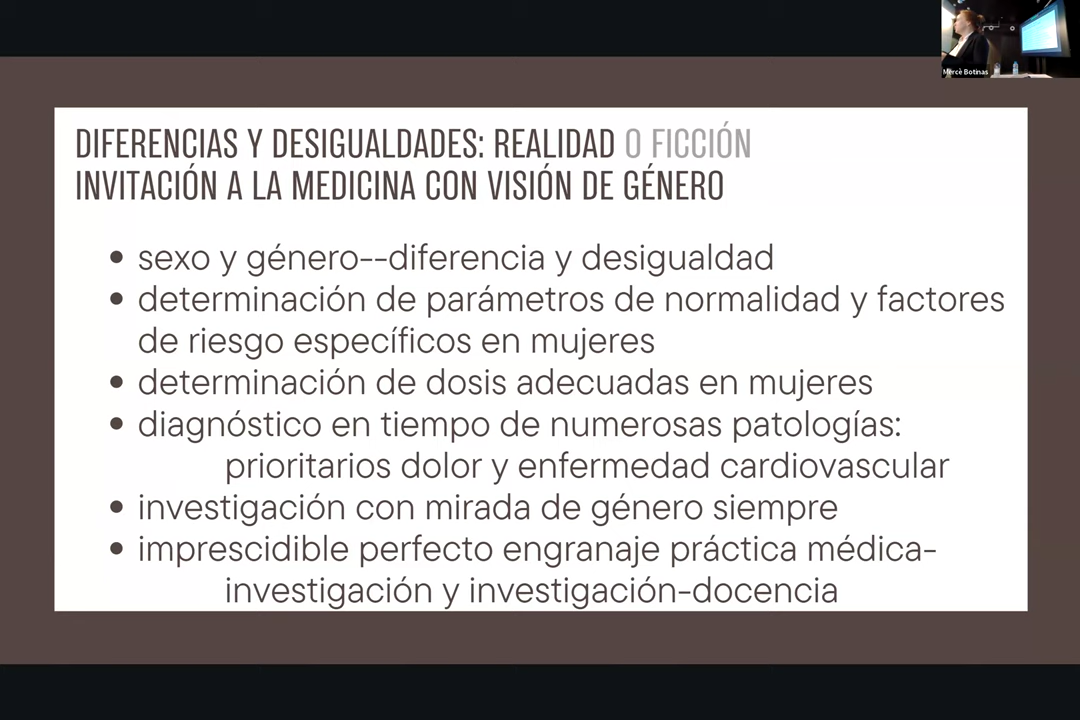 Mercè Botinas
DIFERENCIAS Y DESIGUALDADES: REALIDAD O FICCIÓN
INVITACIÓN A LA MEDICINA CON VISIÓN DE GÉNERO
• sexo y género--diferencia y desigualdad
• determinación de parámetros de normalidad y factores
de riesgo específicos en mujeres
• determinación de dosis adecuadas en mujeres
• diagnóstico en tiempo de numerosas patologías:
prioritarios dolor y enfermedad cardiovascular
• investigación con mirada de género siempre
• imprescidible perfecto engranaje práctica médica-
investigación y investigación-docencia